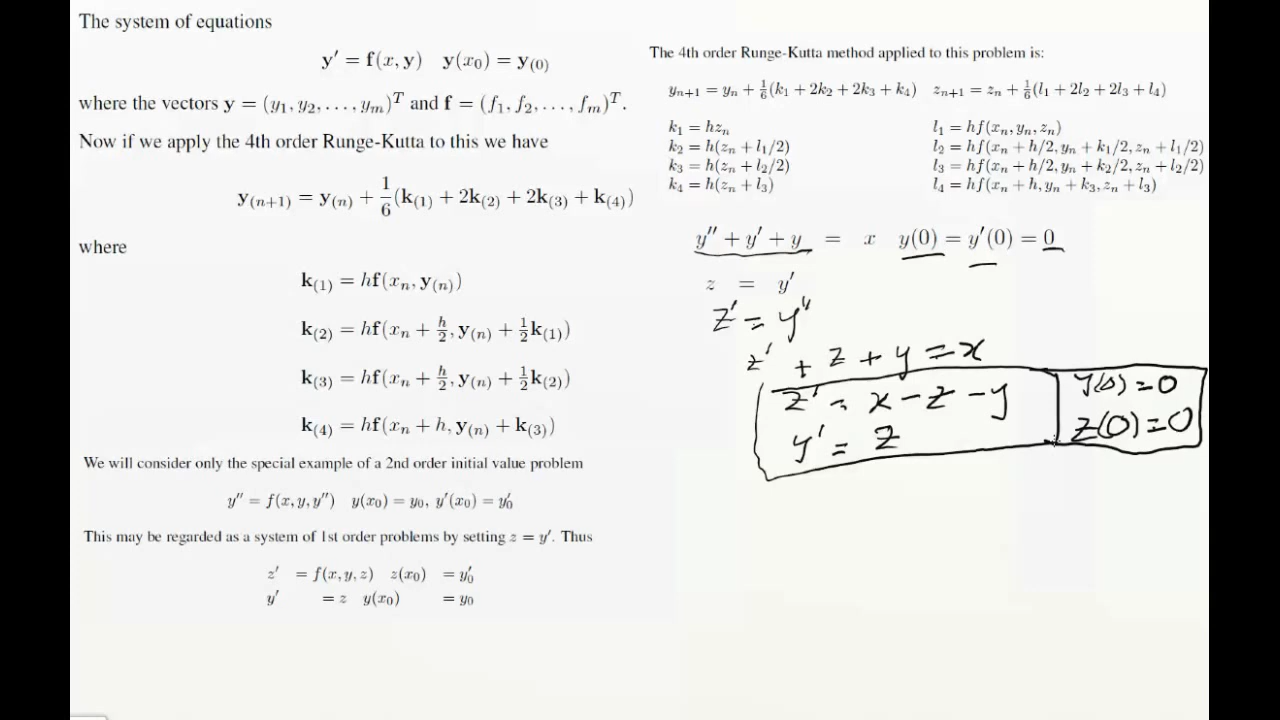 The system of equations
y′ = f(x, y)   y(x₀) = y₍₀₎
where the vectors y = (y₁, y₂, . . . , yₘ)ᵀ and f = (f₁, f₂, . . . , fₘ)ᵀ.
Now if we apply the 4th order Runge-Kutta to this we have
y₍ₙ₊₁₎ = y₍ₙ₎ + 1/6 (k₍₁₎ + 2k₍₂₎ + 2k₍₃₎ + k₍₄₎)
where
k₍₁₎ = hf(xₙ, y₍ₙ₎)
k₍₂₎ = hf(xₙ + h/2, y₍ₙ₎ + 1/2 k₍₁₎)
k₍₃₎ = hf(xₙ + h/2, y₍ₙ₎ + 1/2 k₍₂₎)
k₍₄₎ = hf(xₙ + h, y₍ₙ₎ + k₍₃₎)
We will consider only the special example of a 2nd order initial value problem
y″ = f(x, y, y″)   y(x₀) = y₀, y′(x₀) = y₀′
This may be regarded as a system of 1st order problems by setting z = y′. Thus
z′ = f(x, y, z)   z(x₀) = y₀′
y′ = z   y(x₀) = y₀
The 4th order Runge-Kutta method applied to this problem is:
yₙ₊₁ = yₙ + 1/6(k₁ + 2k₂ + 2k₃ + k₄)   zₙ₊₁ = zₙ + 1/6(l₁ + 2l₂ + 2l₃ + l₄)
k₁ = hzₙ   l₁ = hf(xₙ, yₙ, zₙ)
k₂ = h(zₙ + l₁/2)   l₂ = hf(xₙ + h/2, yₙ + k₁/2, zₙ + l₁/2)
k₃ = h(zₙ + l₂/2)   l₃ = hf(xₙ + h/2, yₙ + k₂/2, zₙ + l₂/2)
k₄ = h(zₙ + l₃)   l₄ = hf(xₙ + h, yₙ + k₃, zₙ + l₃)
y″ + y′ + y = x   y(0) = y′(0) = 0
z = y′
z′ = y″
z′ + z + y = x
z′ = x − z − y   y(0) = 0
y′ = z   z(0) = 0